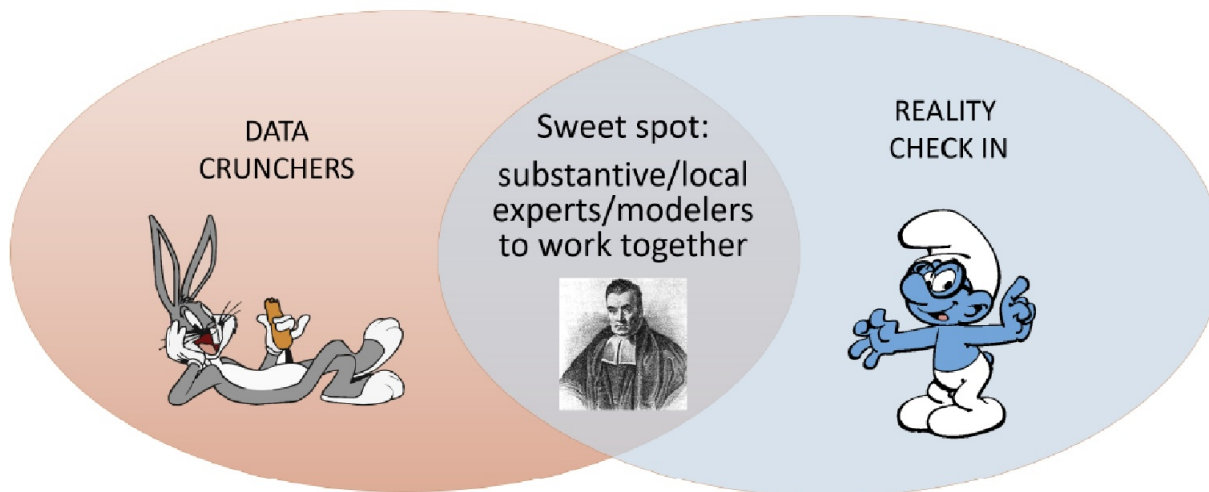 DATA
CRUNCHERS
Sweet spot:
substantive/local
experts/modelers
to work together
REALITY
CHECK IN